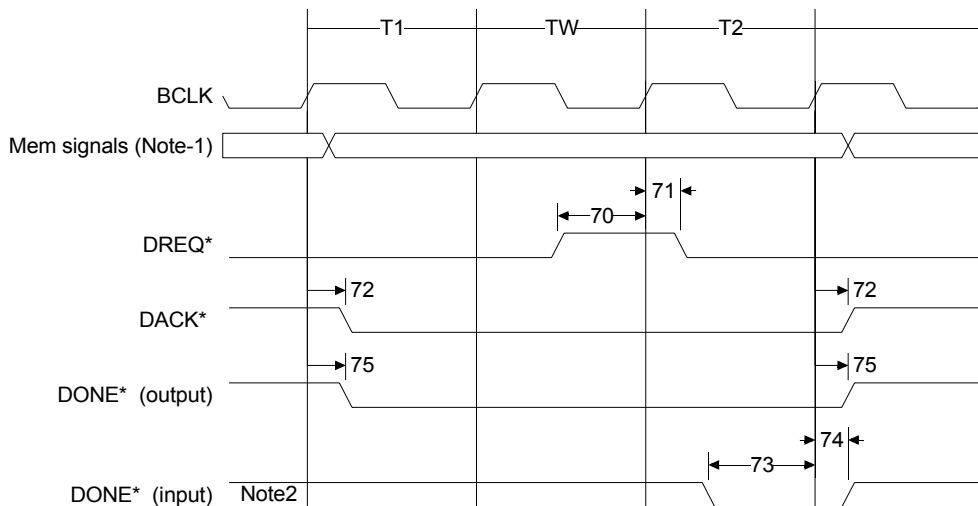 T1 TW T2
BCLK
Mem signals (Note-1)
71
70
DREQ*
72 72
DACK*
75 75
DONE* (output)
74
73
DONE* (input) Note2